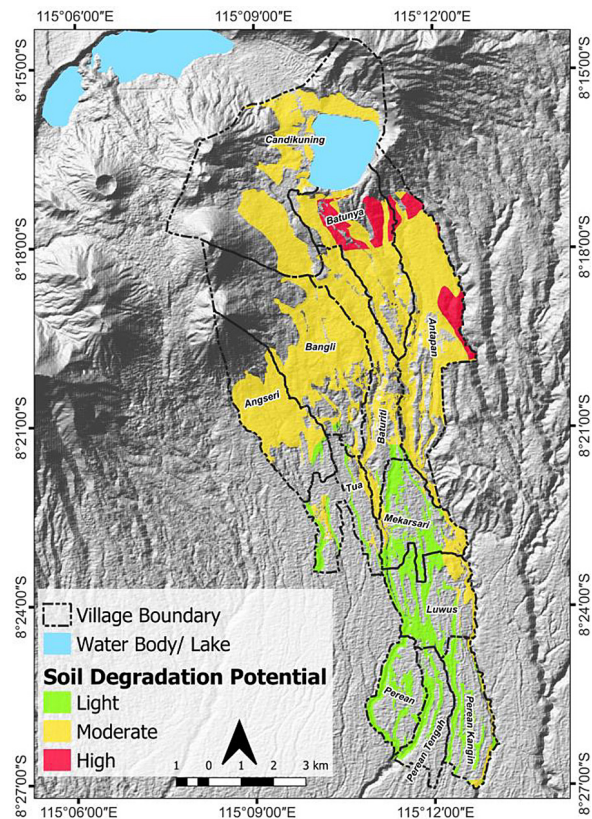 115°06'00"E 115°09'00"E 115°12'00"E
8°15'00"S 8°15'00"S
Candikuning
Batunya
8°18'00"S 8°18'00"S
Antapan
Bangli
Angseri
Baturiti
8°21'00"S 8°21'00"S
Tua
Mekarsari
8°24'00"S 8°24'00"S
Luwus
Village Boundary
Water Body/ Lake
Soil Degradation Potential
Light
Moderate
High
1 0 1 2 3 km
Perean
Perean Tengah
Perean Kangin
8°27'00"S 8°27'00"S
115°06'00"E 115°09'00"E 115°12'00"E